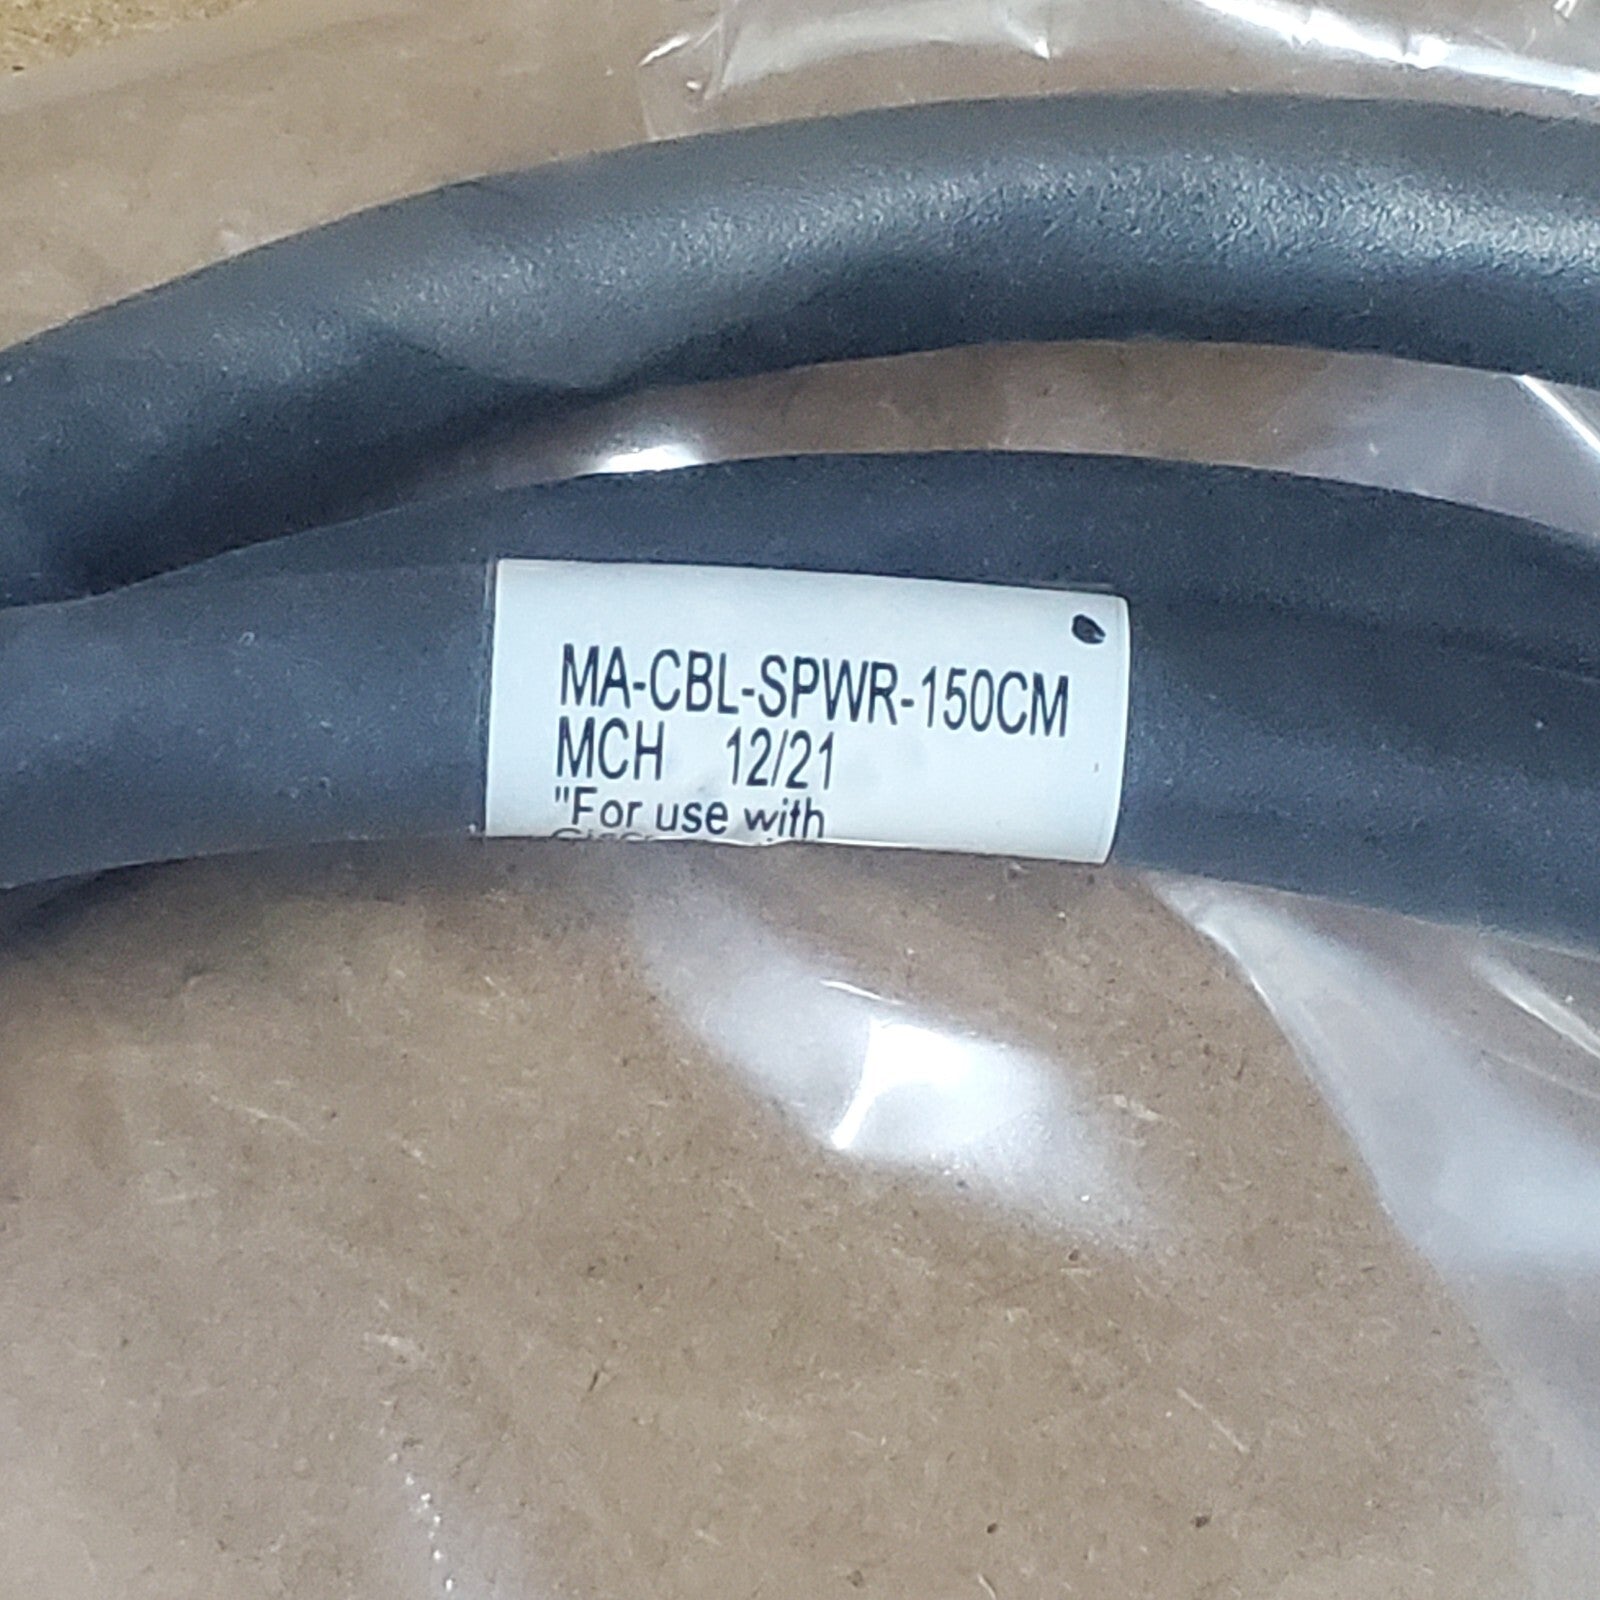 MA-CBL-SPWR-150CM
MCH 12/21
"For use with